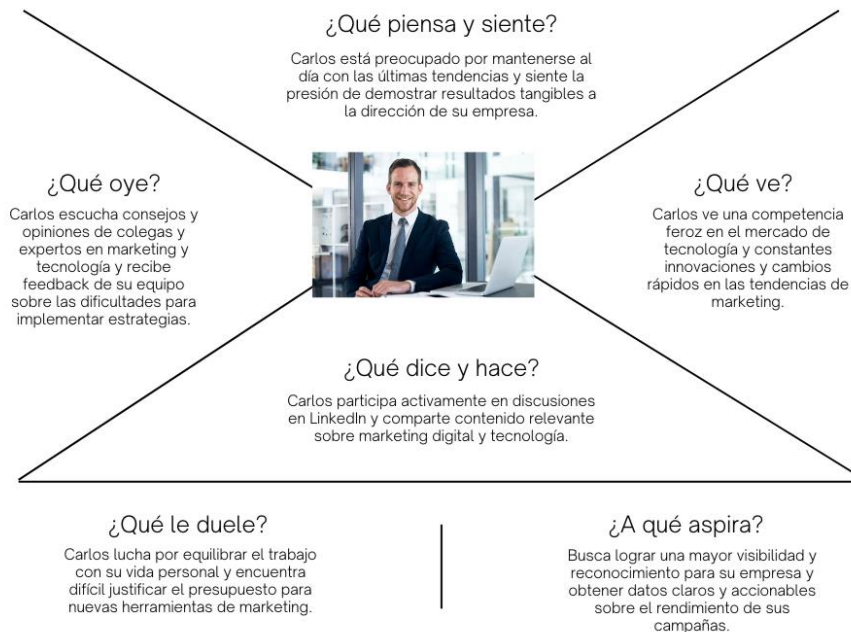 ¿Qué piensa y siente?
Carlos está preocupado por mantenerse al
día con las últimas tendencias y siente la
presión de demostrar resultados tangibles a
la dirección de su empresa.
¿Qué oye?
Carlos escucha consejos y
opiniones de colegas y
expertos en marketing y
tecnología y recibe
feedback de su equipo
sobre las dificultades para
implementar estrategias.
¿Qué ve?
Carlos ve una competencia
feroz en el mercado de
tecnología y constantes
innovaciones y cambios
rápidos en las tendencias de
marketing.
¿Qué dice y hace?
Carlos participa activamente en discusiones
en LinkedIn y comparte contenido relevante
sobre marketing digital y tecnología.
¿Qué le duele?
Carlos lucha por equilibrar el trabajo
con su vida personal y encuentra
difícil justificar el presupuesto para
nuevas herramientas de marketing.
¿A qué aspira?
Busca lograr una mayor visibilidad y
reconocimiento para su empresa y
obtener datos claros y accionables
sobre el rendimiento de sus
campañas.